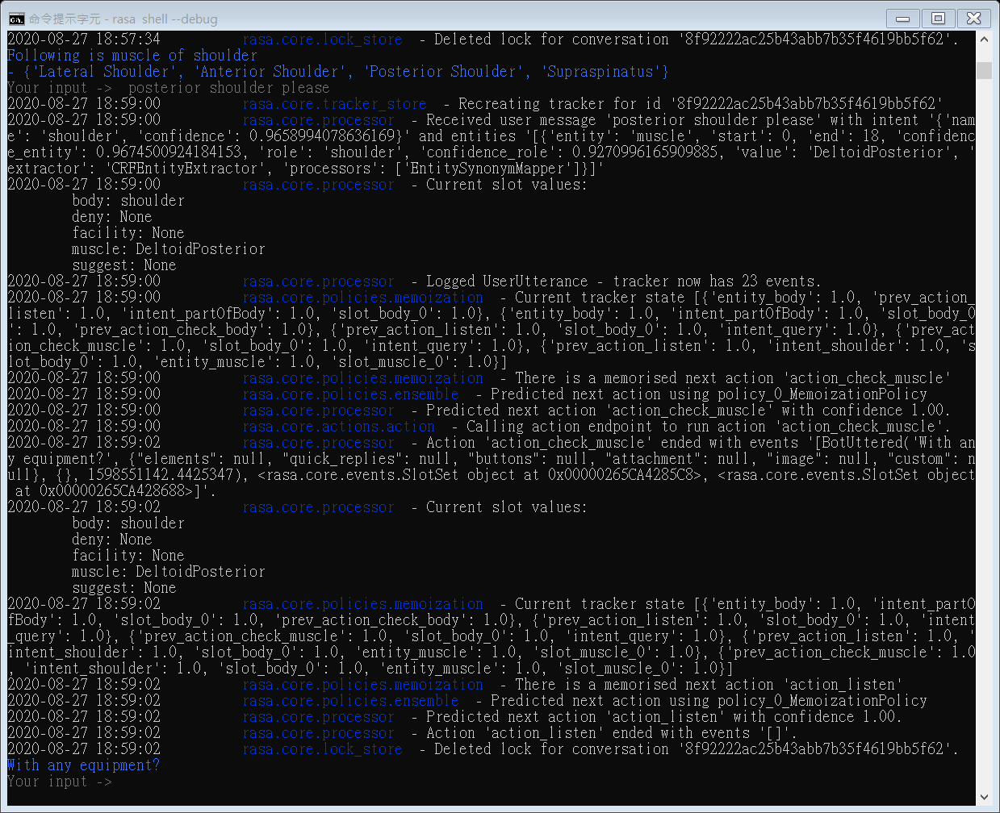 命令提示字元 - rasa  shell --debug
2020-08-27 18:57:34          rasa.core.lock_store  - Deleted lock for conversation '8f92222ac25b43abb7b35f4619bb5f62'.
Following is muscle of shoulder
- {'Lateral Shoulder', 'Anterior Shoulder', 'Posterior Shoulder', 'Supraspinatus'}
Your input ->  posterior shoulder please
2020-08-27 18:59:00          rasa.core.tracker_store  - Recreating tracker for id '8f92222ac25b43abb7b35f4619bb5f62'
2020-08-27 18:59:00          rasa.core.processor  - Received user message 'posterior shoulder please' with intent '{'nam
e': 'shoulder', 'confidence': 0.9658994078636169}' and entities '[{'entity': 'muscle', 'start': 0, 'end': 18, 'confidenc
e_entity': 0.9674500924184153, 'role': 'shoulder', 'confidence_role': 0.9270996165909885, 'value': 'DeltoidPosterior', '
extractor': 'CRFEntityExtractor', 'processors': ['EntitySynonymMapper']}]'
2020-08-27 18:59:00          rasa.core.processor  - Current slot values:
        body: shoulder
        deny: None
        facility: None
        muscle: DeltoidPosterior
        suggest: None
2020-08-27 18:59:00          rasa.core.processor  - Logged UserUtterance - tracker now has 23 events.
2020-08-27 18:59:00          rasa.core.policies.memoization  - Current tracker state [{'entity_body': 1.0, 'prev_action_
listen': 1.0, 'intent_partOfBody': 1.0, 'slot_body_0': 1.0}, {'entity_body': 1.0, 'intent_partOfBody': 1.0, 'slot_body_0
': 1.0, 'prev_action_check_body': 1.0}, {'prev_action_listen': 1.0, 'slot_body_0': 1.0, 'intent_query': 1.0}, {'prev_act
ion_check_muscle': 1.0, 'slot_body_0': 1.0, 'intent_query': 1.0}, {'prev_action_listen': 1.0, 'intent_shoulder': 1.0, 's
lot_body_0': 1.0, 'entity_muscle': 1.0, 'slot_muscle_0': 1.0}]
2020-08-27 18:59:00          rasa.core.policies.memoization  - There is a memorised next action 'action_check_muscle'
2020-08-27 18:59:00          rasa.core.policies.ensemble  - Predicted next action using policy_0_MemoizationPolicy
2020-08-27 18:59:00          rasa.core.processor  - Predicted next action 'action_check_muscle' with confidence 1.00.
2020-08-27 18:59:00          rasa.core.actions.action  - Calling action endpoint to run action 'action_check_muscle'.
2020-08-27 18:59:02          rasa.core.processor  - Action 'action_check_muscle' ended with events '[BotUttered('With an
y equipment?', {"elements": null, "quick_replies": null, "buttons": null, "attachment": null, "image": null, "custom": n
ull}, {}, 1598551142.4425347), <rasa.core.events.SlotSet object at 0x00000265CA4285C8>, <rasa.core.events.SlotSet object
 at 0x00000265CA428688>]'.
2020-08-27 18:59:02          rasa.core.processor  - Current slot values:
        body: shoulder
        deny: None
        facility: None
        muscle: DeltoidPosterior
        suggest: None
2020-08-27 18:59:02          rasa.core.policies.memoization  - Current tracker state [{'entity_body': 1.0, 'intent_partO
fBody': 1.0, 'slot_body_0': 1.0, 'prev_action_check_body': 1.0}, {'prev_action_listen': 1.0, 'slot_body_0': 1.0, 'intent
_query': 1.0}, {'prev_action_check_muscle': 1.0, 'slot_body_0': 1.0, 'intent_query': 1.0}, {'prev_action_listen': 1.0, '
intent_shoulder': 1.0, 'slot_body_0': 1.0, 'entity_muscle': 1.0, 'slot_muscle_0': 1.0}, {'prev_action_check_muscle': 1.0
, 'intent_shoulder': 1.0, 'slot_body_0': 1.0, 'entity_muscle': 1.0, 'slot_muscle_0': 1.0}]
2020-08-27 18:59:02          rasa.core.policies.memoization  - There is a memorised next action 'action_listen'
2020-08-27 18:59:02          rasa.core.policies.ensemble  - Predicted next action using policy_0_MemoizationPolicy
2020-08-27 18:59:02          rasa.core.processor  - Predicted next action 'action_listen' with confidence 1.00.
2020-08-27 18:59:02          rasa.core.processor  - Action 'action_listen' ended with events '[]'.
2020-08-27 18:59:02          rasa.core.lock_store  - Deleted lock for conversation '8f92222ac25b43abb7b35f4619bb5f62'.
With any equipment?
Your input ->